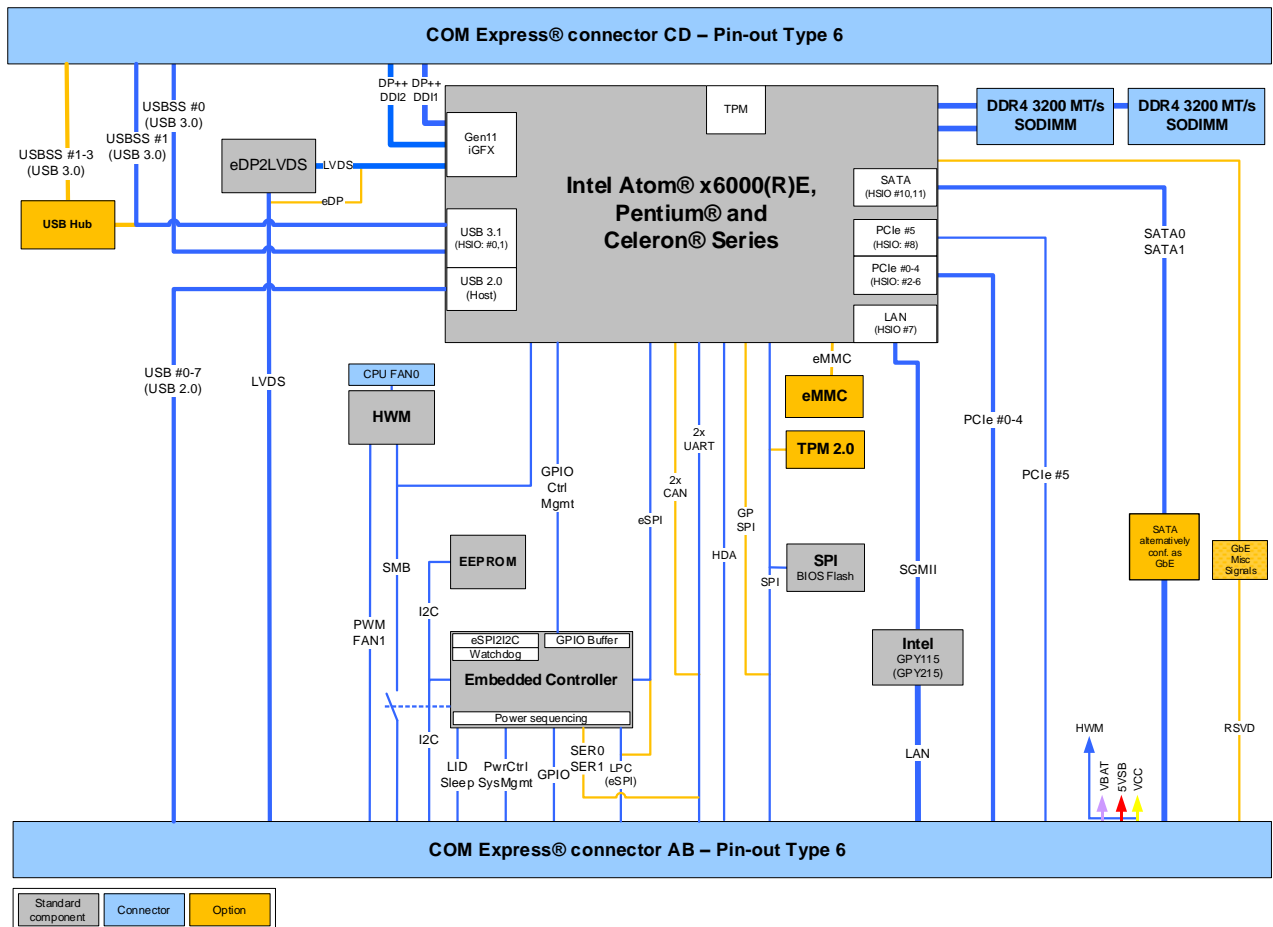 COM Express® connector CD – Pin-out Type 6
DP++ DP++
DDI2 DDI1
USBSS #0
(USB 3.0)
USBSS #1
(USB 3.0)
USBSS #1-3
(USB 3.0)
USB Hub
eDP2LVDS
LVDS
eDP
Gen11
iGFX
TPM
DDR4 3200 MT/s
SODIMM
DDR4 3200 MT/s
SODIMM
Intel Atom® x6000(R)E,
Pentium® and
Celeron® Series
SATA
(HSIO #10,11)
USB 3.1
(HSIO: #0,1)
PCIe #5
(HSIO: #8)
USB 2.0
(Host)
PCIe #0-4
(HSIO: #2-6
LAN
(HSIO #7)
SATA0
SATA1
USB #0-7
(USB 2.0)
LVDS
CPU FAN0
HWM
eMMC
eMMC
TPM 2.0
2x
UART
2x
CAN
GPIO
Ctrl
Mgmt
eSPI
GP
SPI
HDA
SPI
SPI
BIOS Flash
PCIe #0-4
PCIe #5
SATA
alternatively
conf. as
GbE
GbE
Misc
Signals
EEPROM
SMB
I2C
PWM
FAN1
SGMII
Intel
GPY115
(GPY215)
eSPI2I2C
GPIO Buffer
Watchdog
Embedded Controller
Power sequencing
I2C
LID
Sleep
PwrCtrl
SysMgmt
GPIO
SER0
SER1
LPC
(eSPI)
LAN
HWM
VBAT
5VSB
VCC
RSVD
COM Express® connector AB – Pin-out Type 6
Standard
component
Connector
Option